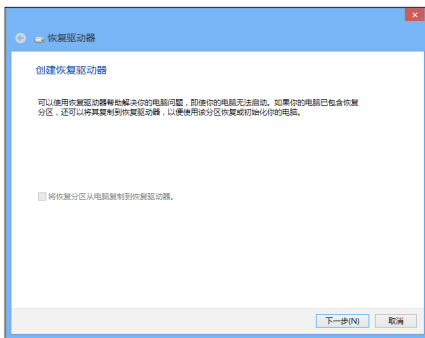 恢复驱动器
创建恢复驱动器
可以使用恢复驱动器帮助解决你的电脑问题，即使你的电脑无法启动。如果你的电脑已包含恢复
分区，还可以将其复制到恢复驱动器，以便使用该分区恢复或初始化你的电脑。
将恢复分区从电脑复制到恢复驱动器。
下一步(N) 取消